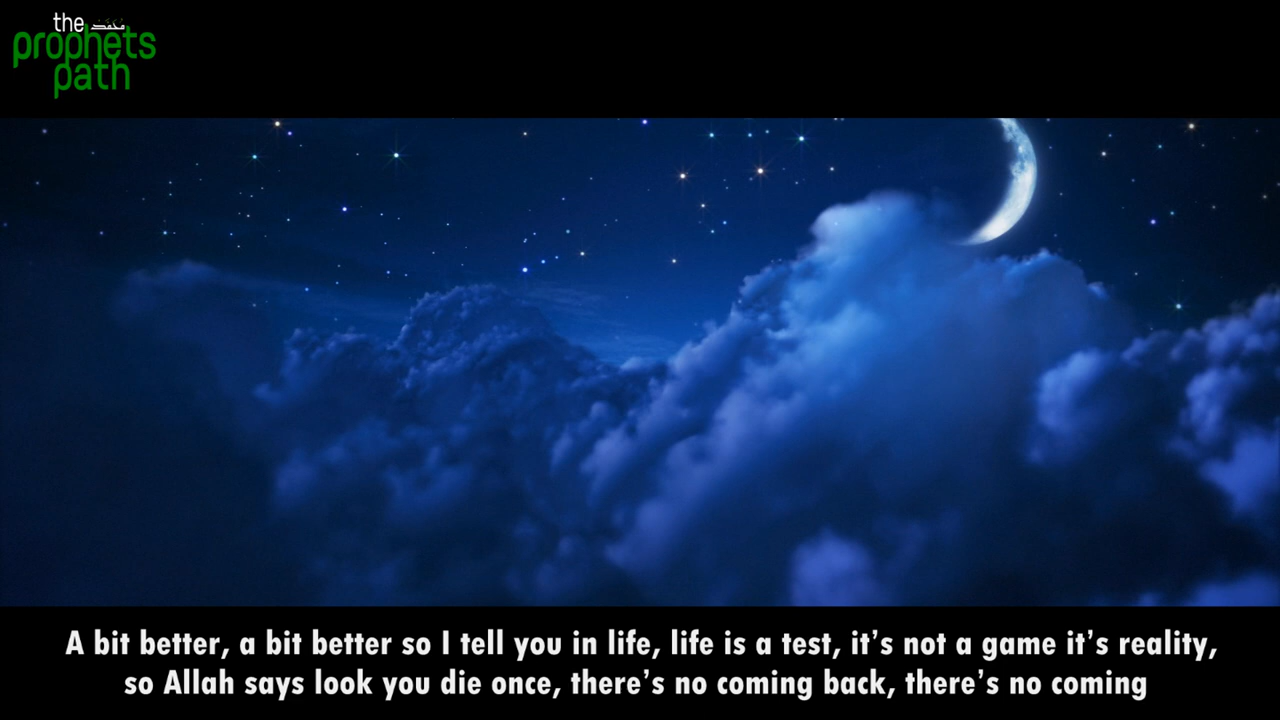 the محمد
prophets
path
A bit better, a bit better so I tell you in life, life is a test, it’s not a game it’s reality,
so Allah says look you die once, there’s no coming back, there’s no coming